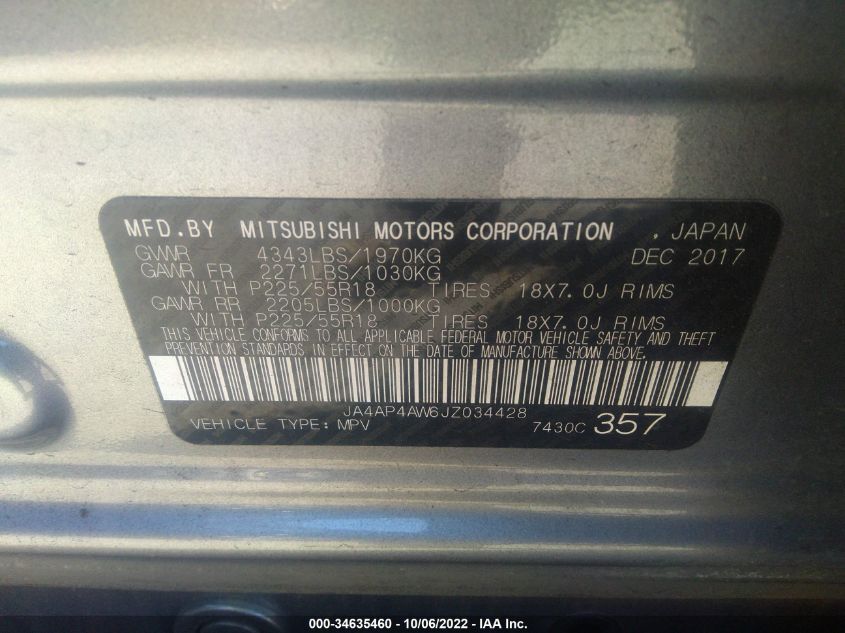 MFD.BY MITSUBISHI MOTORS CORPORATION , JAPAN
GVWR 4343LBS/1970KG DEC 2017
GAWR FR 2271LBS/1030KG
WITH P225/55R18 TIRES 18X7.0J RIMS
GAWR RR 2205LBS/1000KG
WITH P225/55R18 TIRES 18X7.0J RIMS
THIS VEHICLE CONFORMS TO ALL APPLICABLE FEDERAL MOTOR VEHICLE SAFETY AND THEFT
PREVENTION STANDARDS IN EFFECT ON THE DATE OF MANUFACTURE SHOWN ABOVE.
JA4AP4AW6JZ034428
VEHICLE TYPE: MPV 7430C 357
000-34635460 - 10/06/2022 - IAA Inc.